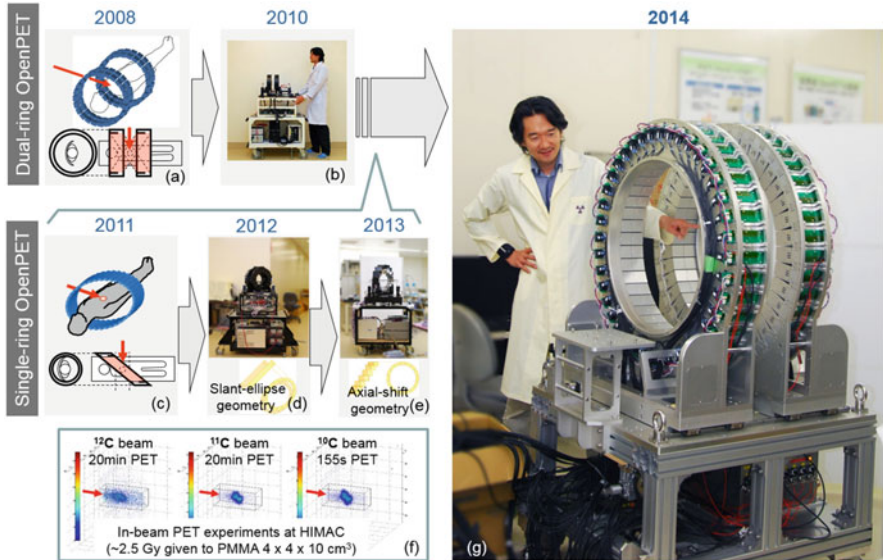 2008
2010
2014
Dual-ring OpenPET
(a)
(b)
2011
2012
2013
Single-ring OpenPET
(c)
Slant-ellipse
geometry
(d)
Axial-shift
geometry
(e)
¹²C beam
20min PET
¹¹C beam
20min PET
¹⁰C beam
155s PET
In-beam PET experiments at HIMAC
(~2.5 Gy given to PMMA 4 x 4 x 10 cm³)
(f)
(g)